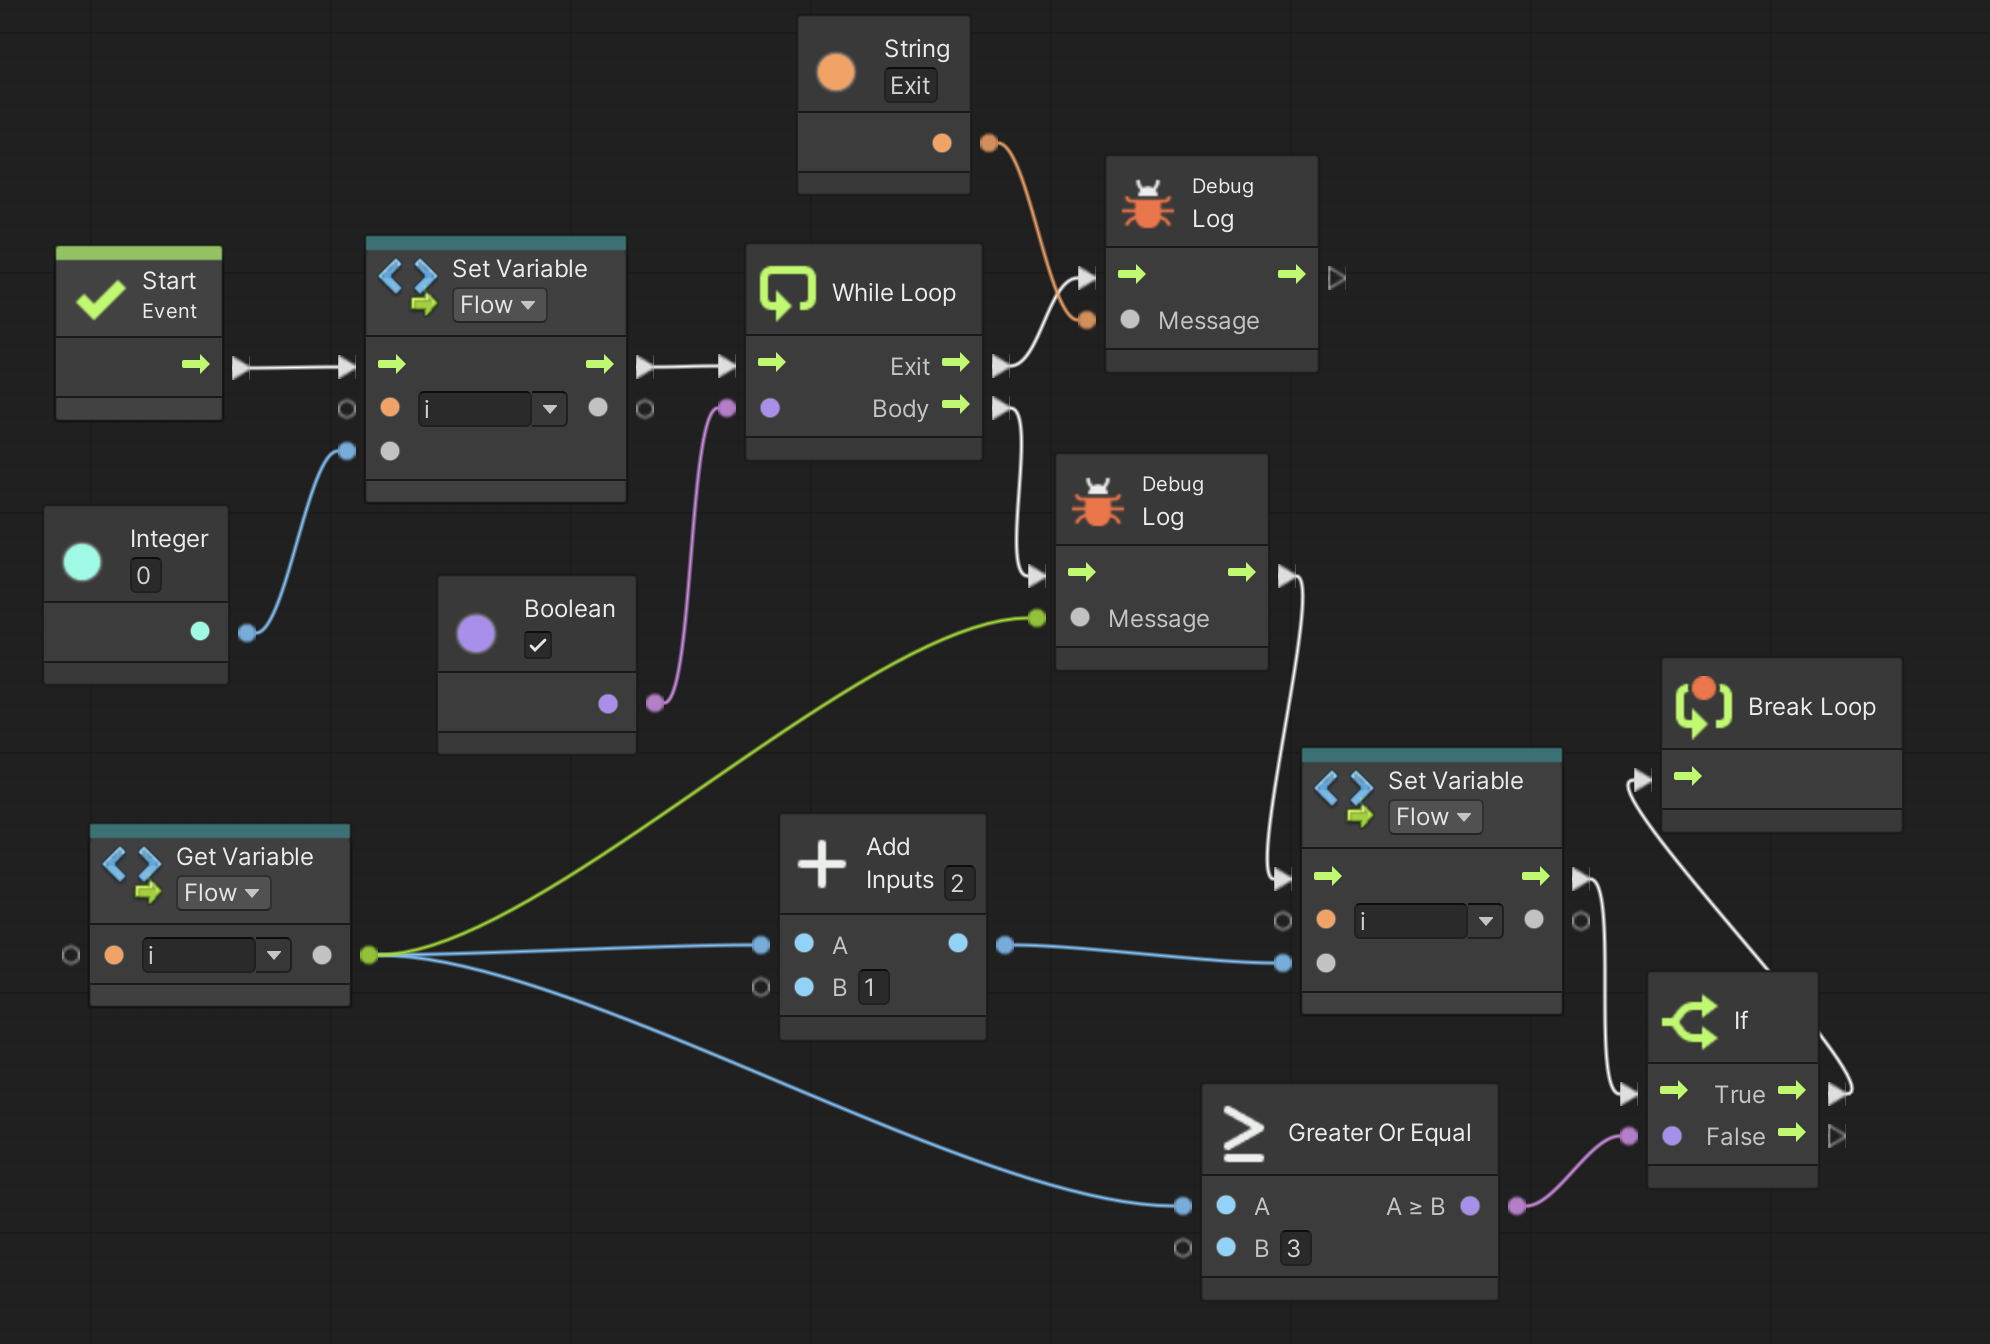 String
Exit
Debug
Log
Message
Start
Event
Set Variable
Flow
i
While Loop
Exit
Body
Integer
0
Boolean
Debug
Log
Message
Break Loop
Set Variable
Flow
i
Get Variable
Flow
i
Add
Inputs 2
A
B 1
If
True
False
Greater Or Equal
A A ≥ B
B 3